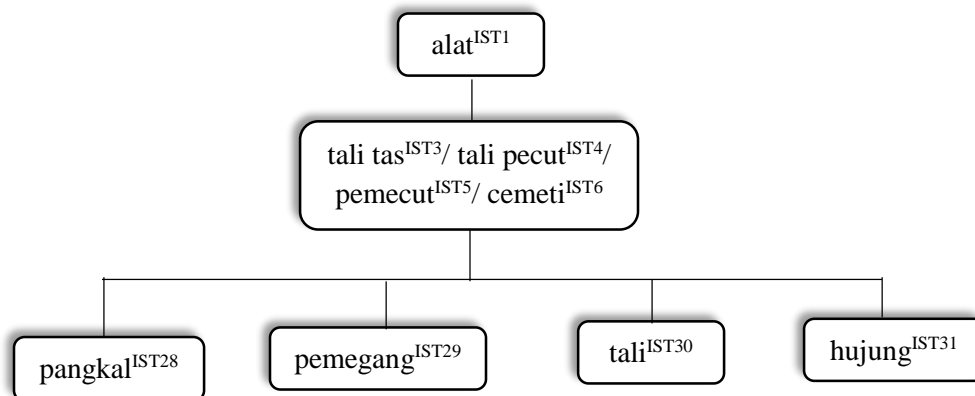 alatIST1
tali tasIST3/ tali pecutIST4/
pemecutIST5/ cemetiIST6
pangkalIST28
pemegangIST29
taliIST30
hujungIST31